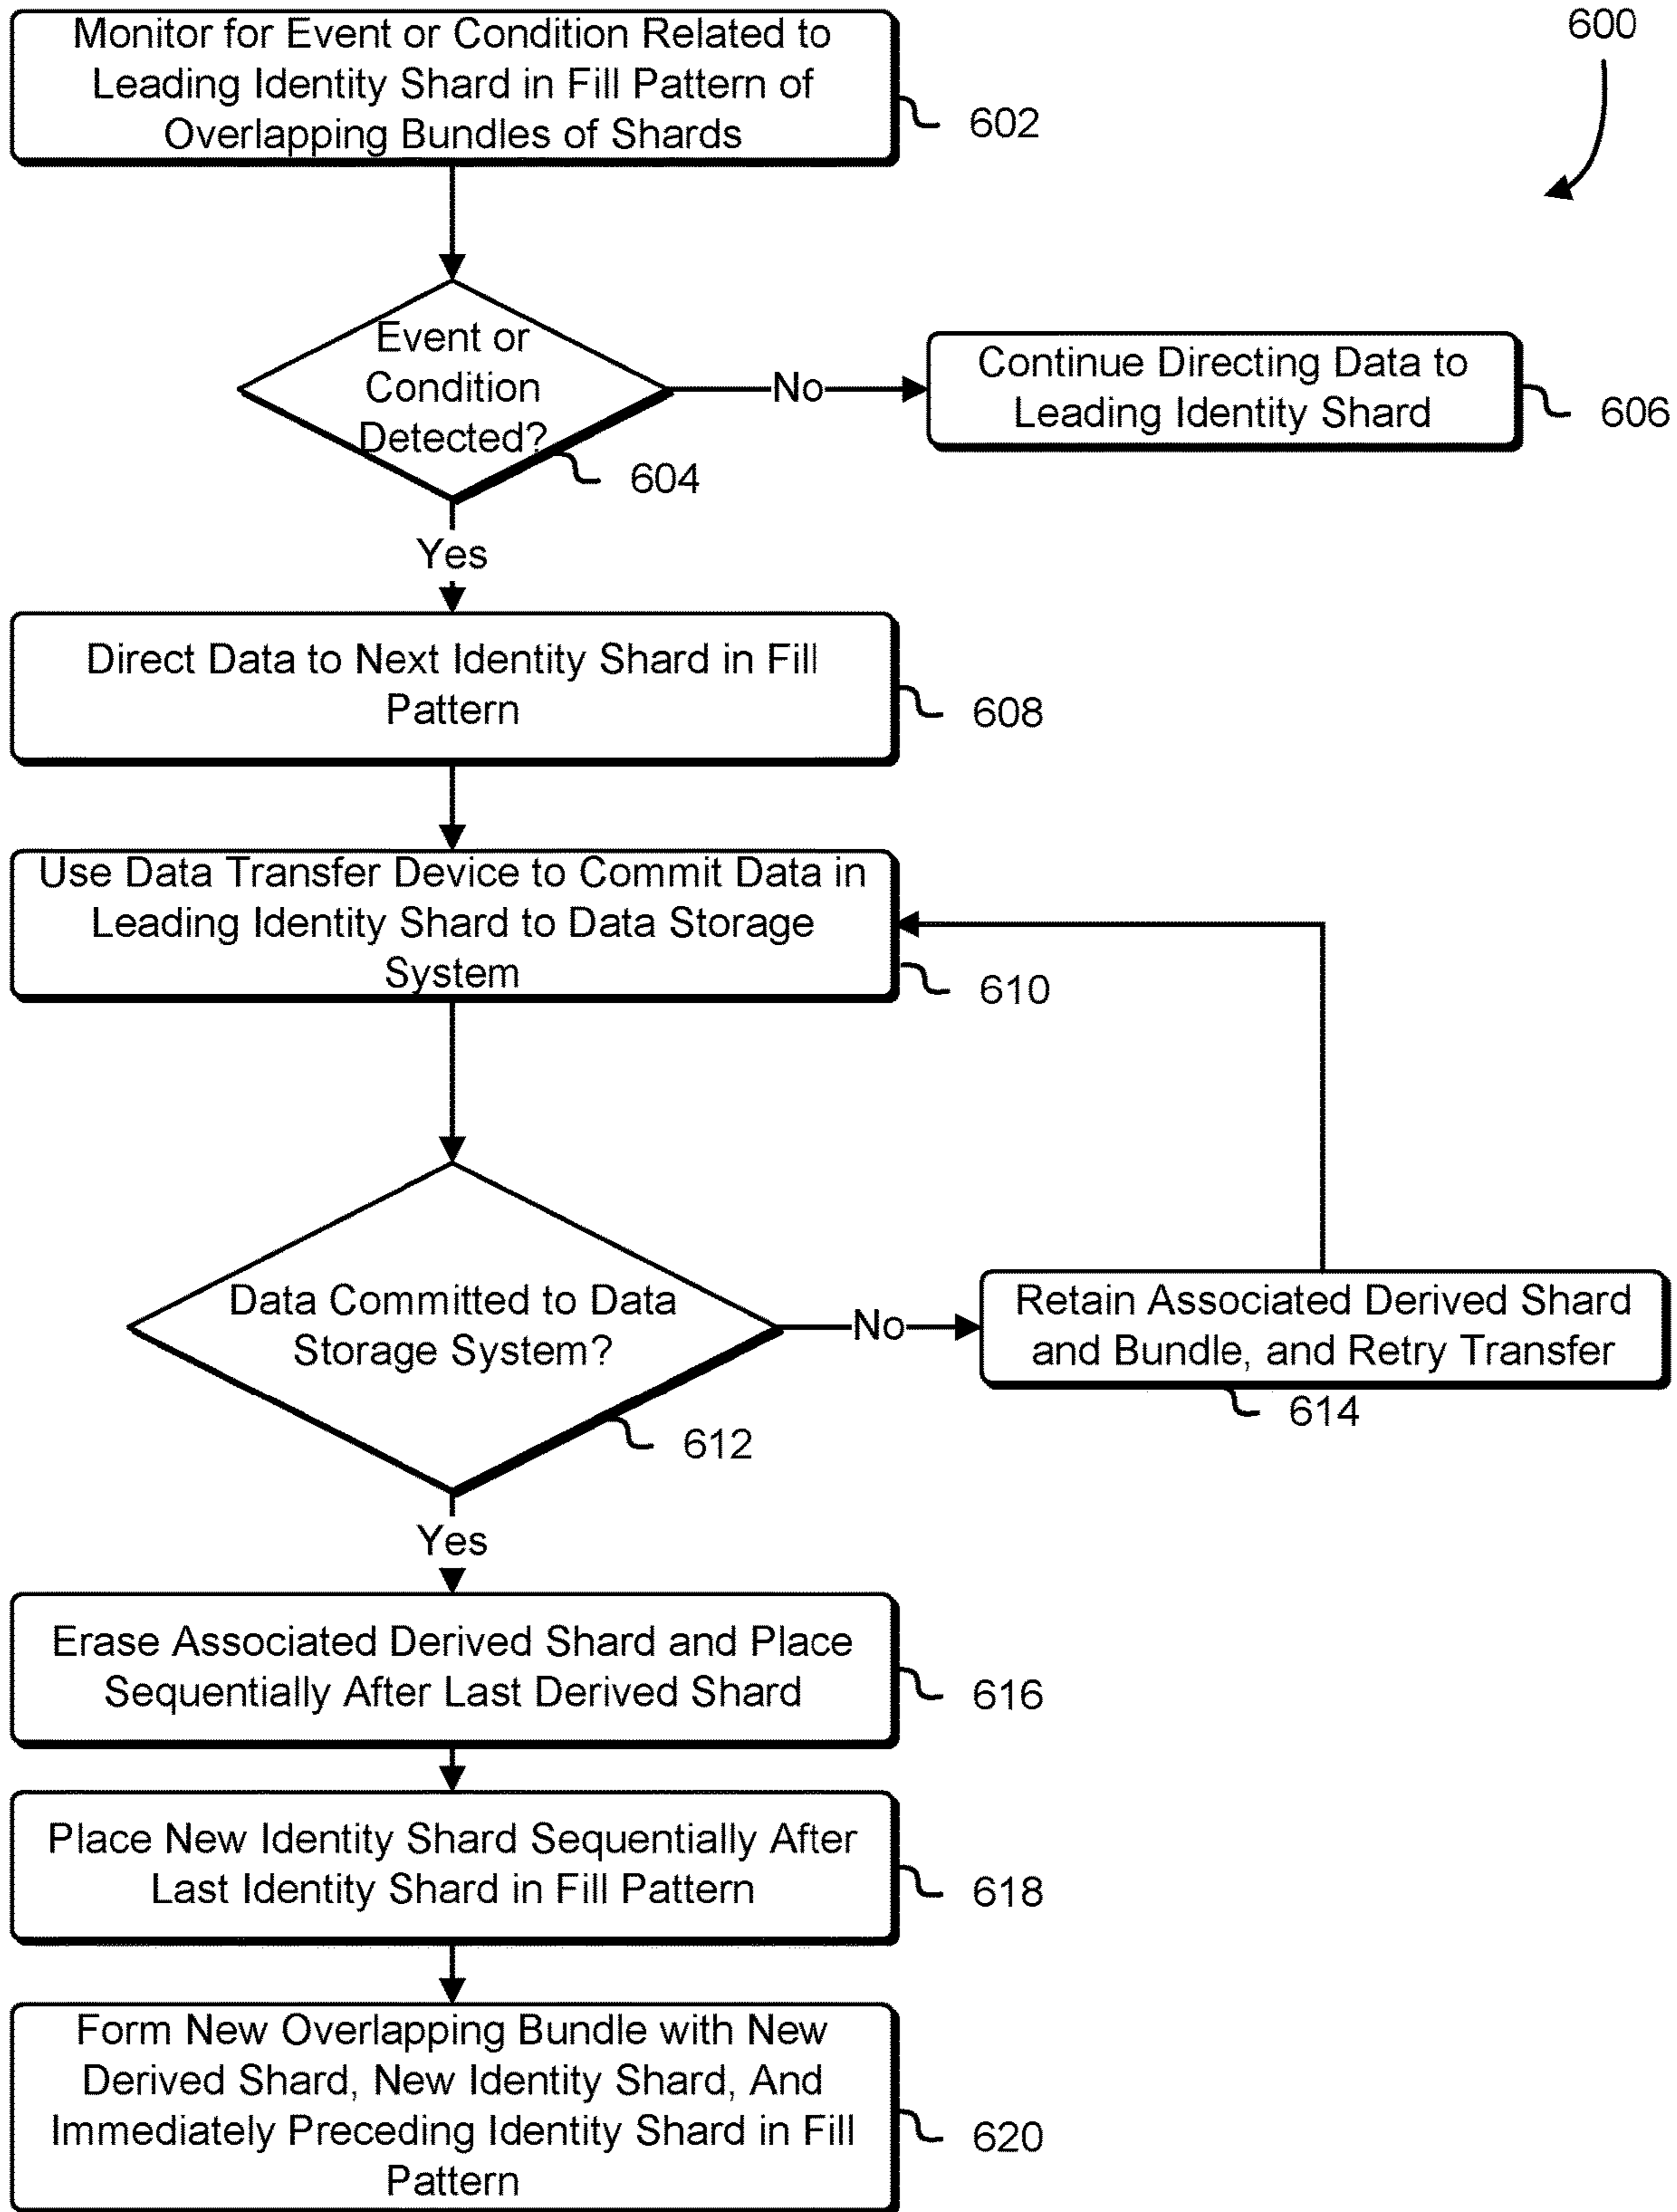 600
Monitor for Event or Condition Related to
Leading Identity Shard in Fill Pattern of
Overlapping Bundles of Shards
602
Event or
Condition
Detected?
604
No
Continue Directing Data to
Leading Identity Shard
606
Yes
Direct Data to Next Identity Shard in Fill
Pattern
608
Use Data Transfer Device to Commit Data in
Leading Identity Shard to Data Storage
System
610
Data Committed to Data
Storage System?
612
No
Retain Associated Derived Shard
and Bundle, and Retry Transfer
614
Yes
Erase Associated Derived Shard and Place
Sequentially After Last Derived Shard
616
Place New Identity Shard Sequentially After
Last Identity Shard in Fill Pattern
618
Form New Overlapping Bundle with New
Derived Shard, New Identity Shard, And
Immediately Preceding Identity Shard in Fill
Pattern
620